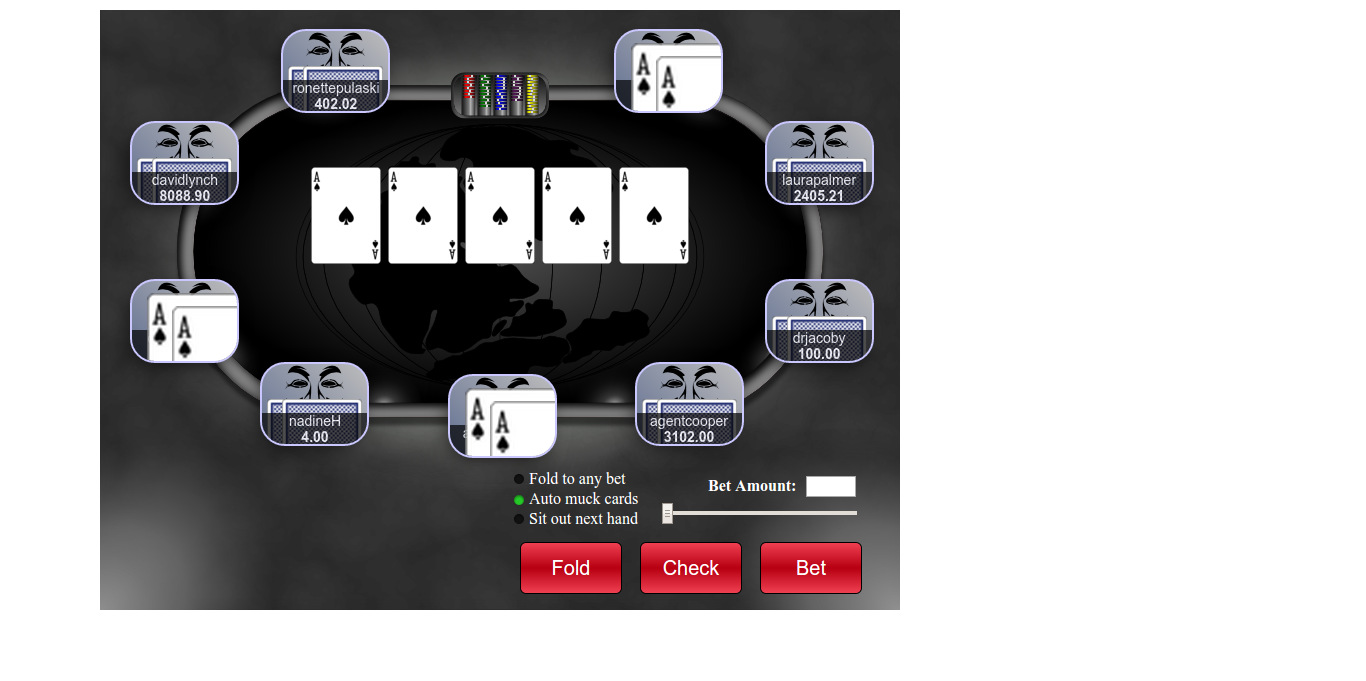 ronettepulaski
402.02
A
A
davidlynch
8088.90
laurapalmer
2405.21
A A A A A
A A A A A
A
A
drjacoby
100.00
nadineH
4.00
A
A
agentcooper
3102.00
Fold to any bet
Auto muck cards
Sit out next hand
Bet Amount:
Fold Check Bet